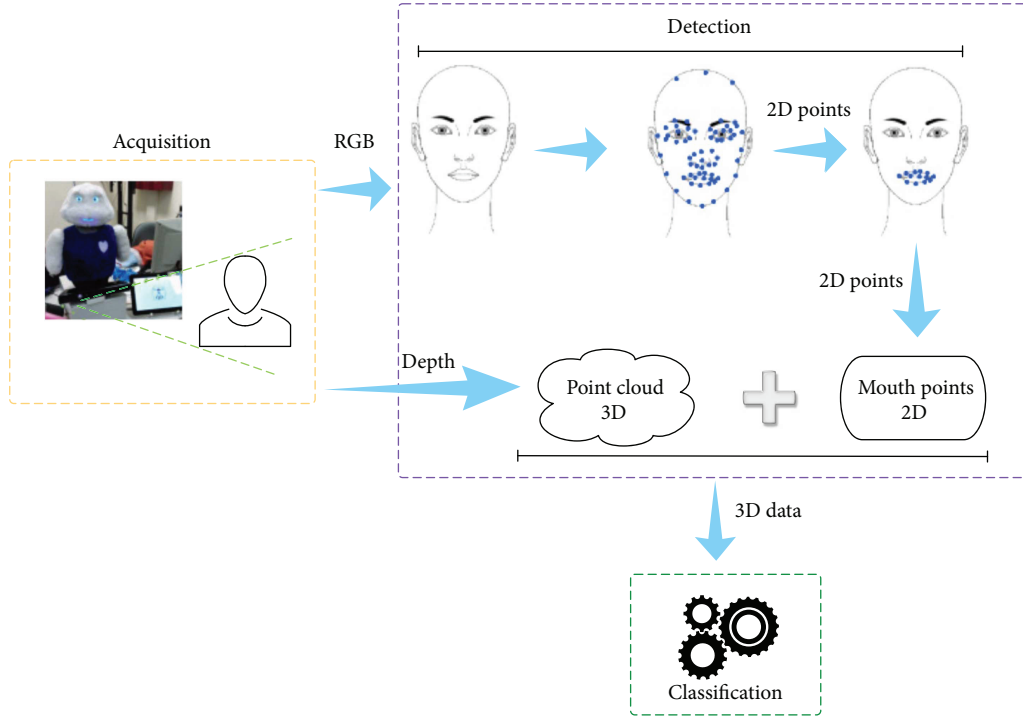 Detection
Acquisition
RGB
2D points
2D points
Depth
Point cloud
3D
Mouth points
2D
3D data
Classification